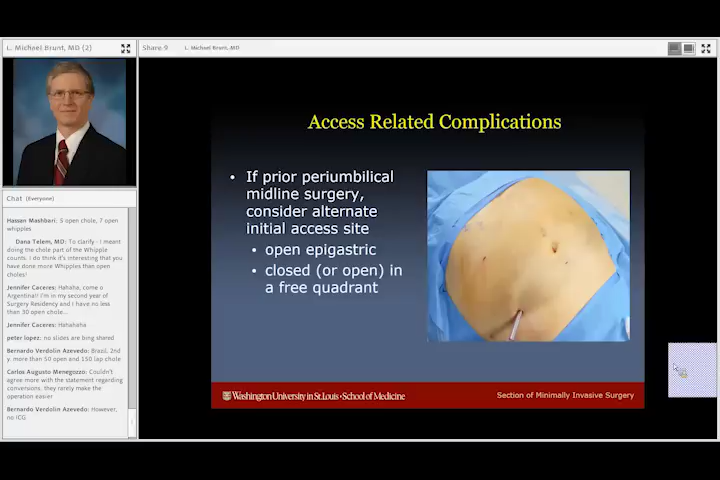 L. Michael Brunt, MD (2)
Share 9
L. Michael Brunt, MD
Chat (Everyone)
Hassan Mashbari: 5 open chole, 7 open
whipples
Dana Telem, MD: To clarify - I meant
doing the chole part of the Whipple
counts. I do think it's interesting that you
have done more Whipples than open
choles!
Jennifer Caceres: Hahaha, come o
Argentina!! I'm in my second year of
Surgery Residency and I have no less
than 30 open chole...
Jennifer Caceres: Hahahaha
peter lopez: no slides are bing shared
Bernardo Verdolin Azevedo: Brazil, 2nd
y. more than 50 open and 150 lap chole
Carlos Augusto Menegozzo: Couldn't
agree more with the statement regarding
conversions. they rarely make the
operation easier
Bernardo Verdolin Azevedo: However,
no ICG
Access Related Complications
• If prior periumbilical
midline surgery,
consider alternate
initial access site
• open epigastric
• closed (or open) in
a free quadrant
Washington University in St. Louis • School of Medicine
Section of Minimally Invasive Surgery